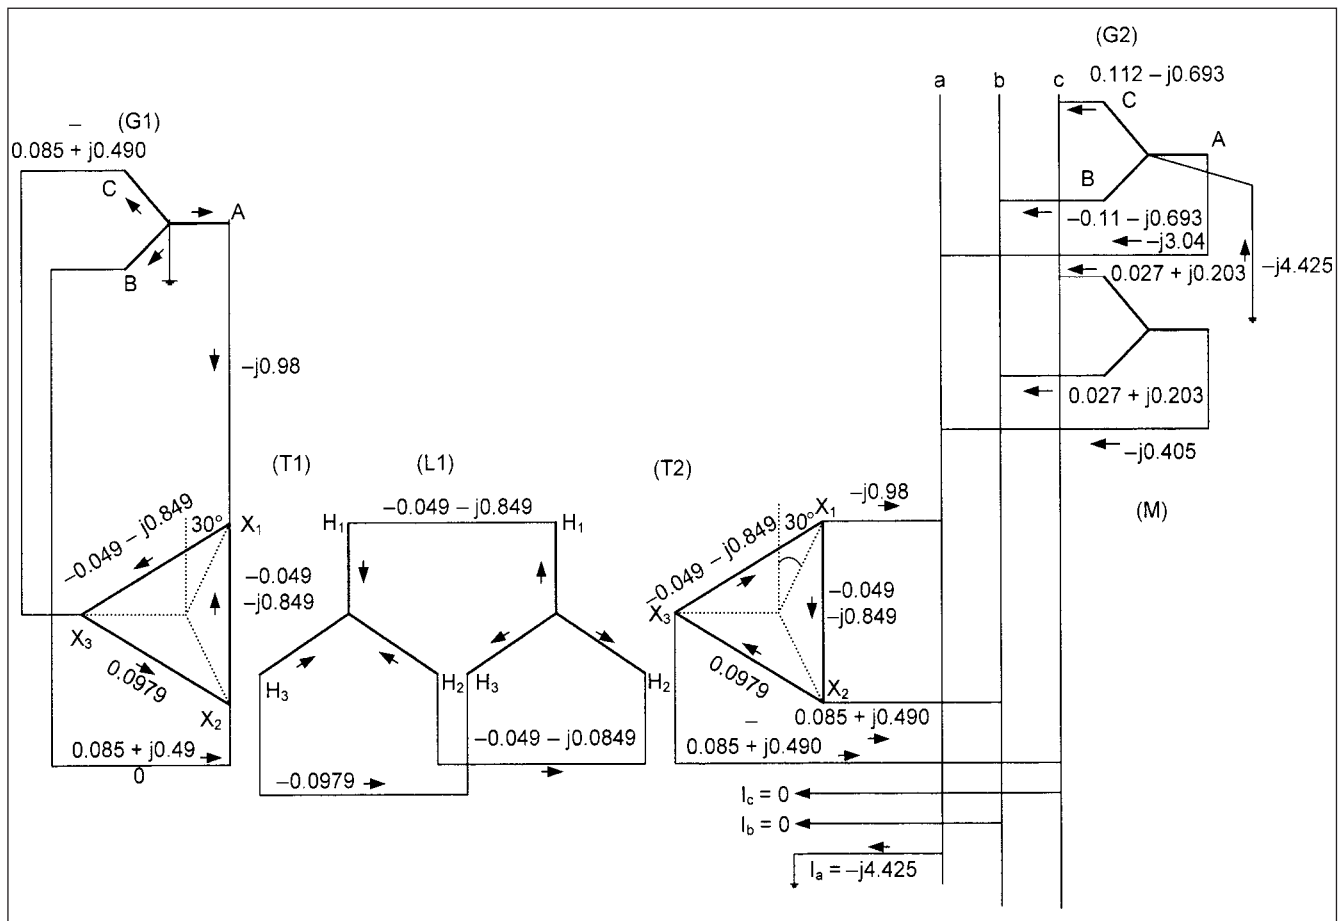 (G2)
a
b
c
0.112 – j0.693
C
A
B
–0.11 – j0.693
–j3.04
0.027 + j0.203
–j4.425
0.027 + j0.203
–j0.405
(M)
–
(G1)
0.085 + j0.490
C
A
B
–j0.98
(T1)
(L1)
(T2)
–0.049 – j0.849
30°
X1
–0.049
–j0.849
X3
0.0979
X2
0.085 + j0.49
0
H1
–0.049 – j0.849
H1
H3
H2
H3
H2
–0.049 – j0.0849
–0.0979
–j0.98
X1
–0.049 – j0.849
30°
–0.049
–j0.849
X3
0.0979
X2
–
0.085 + j0.490
0.085 + j0.490
Ic = 0
Ib = 0
Ia = –j4.425